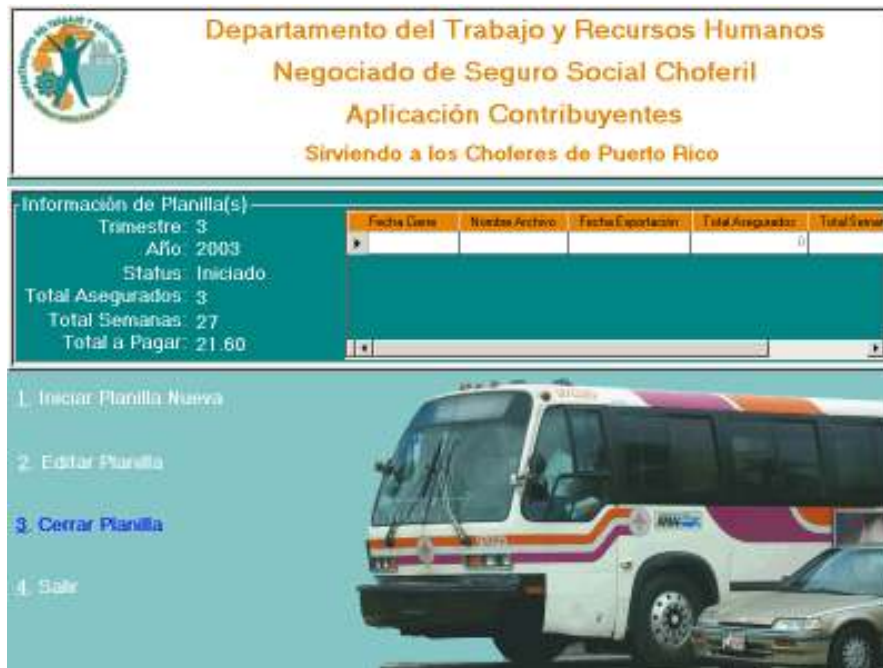 Departamento del Trabajo y Recursos Humanos
Negociado de Seguro Social Choferil
Aplicación Contribuyentes
Sirviendo a los Choferes de Puerto Rico
Información de Planilla(s)
Trimestre: 3
Año: 2003
Status: Iniciado
Total Asegurados: 3
Total Semanas: 27
Total a Pagar: 21.60
Fecha Cierre Nombre Archivo Fecha Exportación Total Asegurados Total Seman
0
1. Iniciar Planilla Nueva
2. Editar Planilla
3. Cerrar Planilla
4. Salir